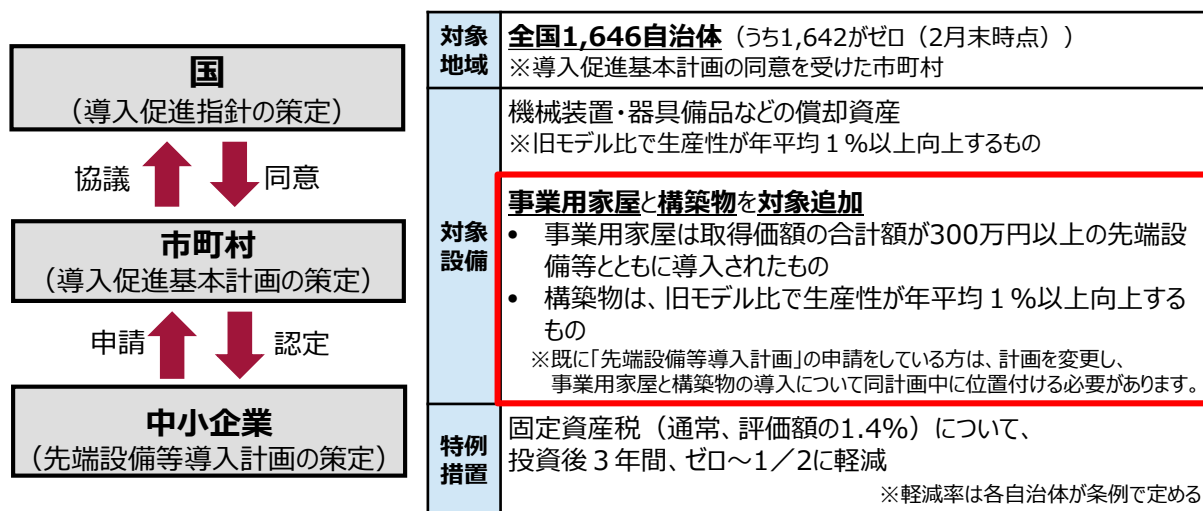 国
（導入促進指針の策定）
協議
同意
市町村
（導入促進基本計画の策定）
申請
認定
中小企業
（先端設備等導入計画の策定）
対象
地域
全国1,646自治体（うち1,642がゼロ（2月末時点））
※導入促進基本計画の同意を受けた市町村
対象
設備
機械装置・器具備品などの償却資産
※旧モデル比で生産性が年平均１％以上向上するもの
事業用家屋と構築物を対象追加
• 事業用家屋は取得価額の合計額が300万円以上の先端設
備等とともに導入されたもの
• 構築物は、旧モデル比で生産性が年平均１％以上向上する
もの
※既に「先端設備等導入計画」の申請をしている方は、計画を変更し、
事業用家屋と構築物の導入について同計画中に位置付ける必要があります。
特例
措置
固定資産税（通常、評価額の1.4%）について、
投資後３年間、ゼロ～1／2に軽減
※軽減率は各自治体が条例で定める